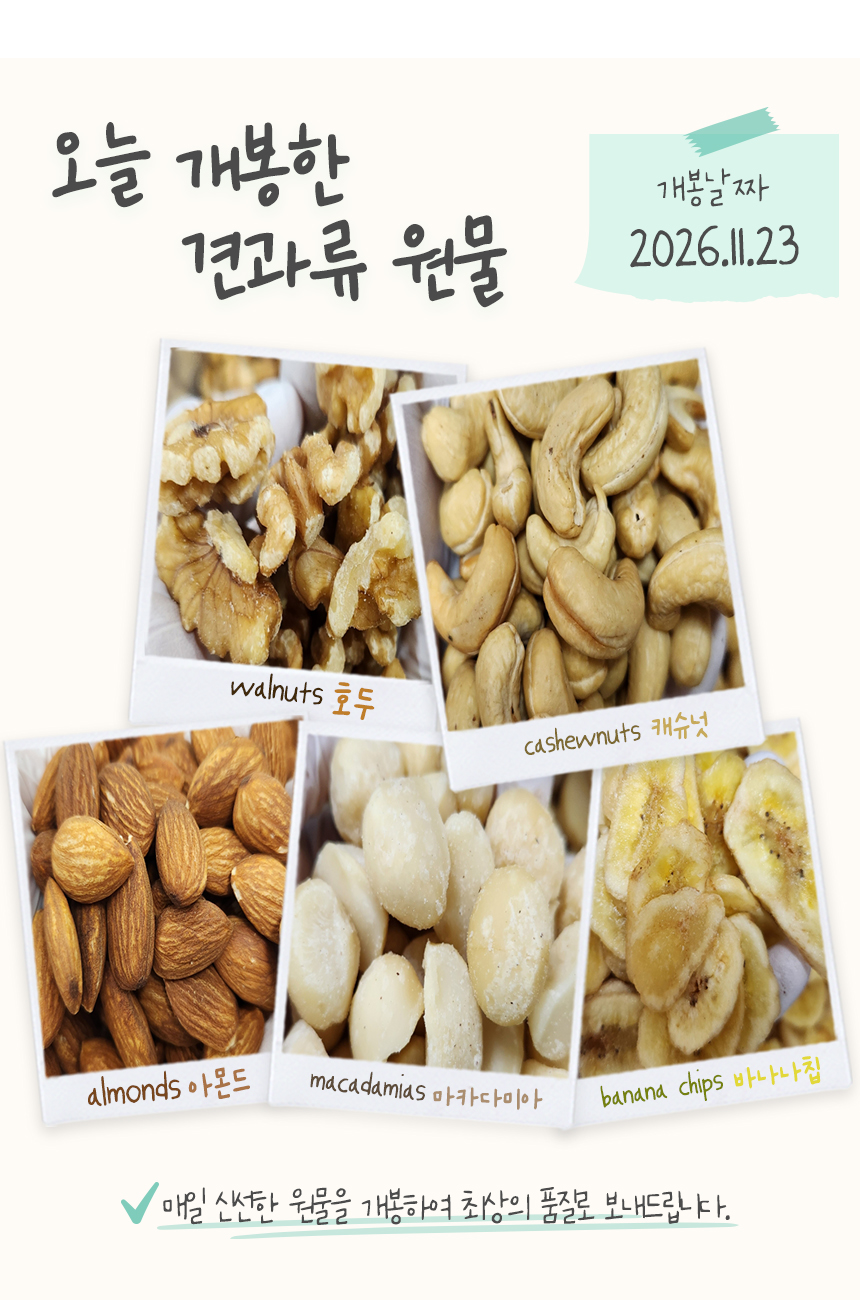 오늘 개봉한
견과류 원물
개봉날짜
2026.11.23
walnuts 호두
cashewnuts 캐슈넛
almonds 아몬드
macadamias 마카다미아
banana chips 바나나칩
매일 신선한 원물을 개봉하여 최상의 품질로 보내드립니다.